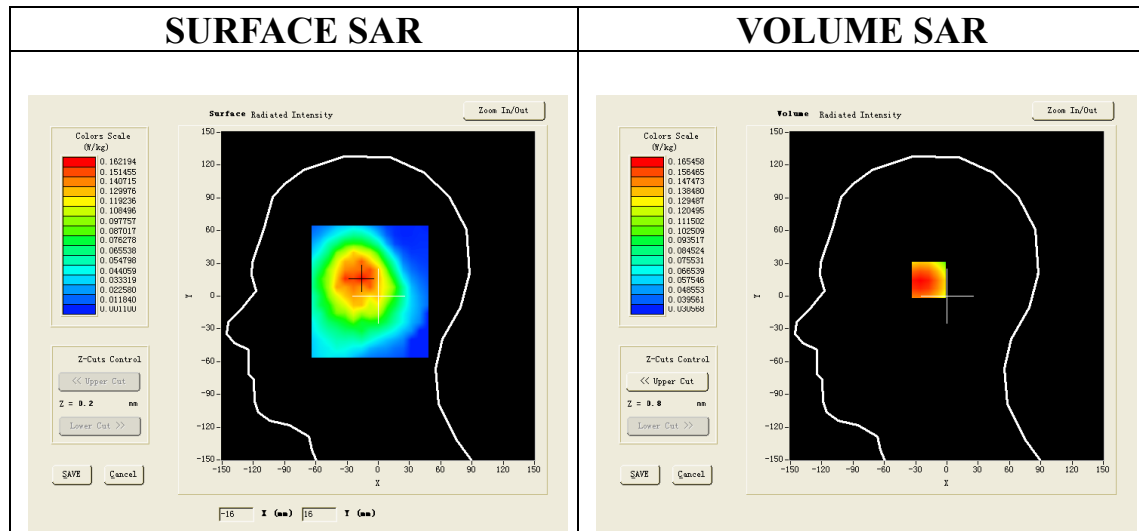 SURFACE SAR
VOLUME SAR
Surface Radiated Intensity
Zoom In/Out
Colors Scale
(W/kg)
0.162194
0.151455
0.140715
0.129976
0.119236
0.108496
0.097757
0.087017
0.076278
0.065538
0.054798
0.044059
0.033319
0.022580
0.011840
0.001100
150
120
90
60
30
0
-30
-60
-90
-120
-150
Y
-150 -120 -90 -60 -30 0 30 60 90 120 150
X
Z-Cuts Control
<< Upper Cut
Z = 0.2 mm
Lower Cut >>
SAVE Cancel
-16 X (mm) 16 Y (mm)
Volume Radiated Intensity
Zoom In/Out
Colors Scale
(W/kg)
0.165458
0.156465
0.147473
0.138480
0.129487
0.120495
0.111502
0.102509
0.093517
0.084524
0.075531
0.066539
0.057546
0.048553
0.039561
0.030568
150
120
90
60
30
0
-30
-60
-90
-120
-150
Y
-150 -120 -90 -60 -30 0 30 60 90 120 150
X
Z-Cuts Control
<< Upper Cut
Z = 0.8 mm
Lower Cut >>
SAVE Cancel